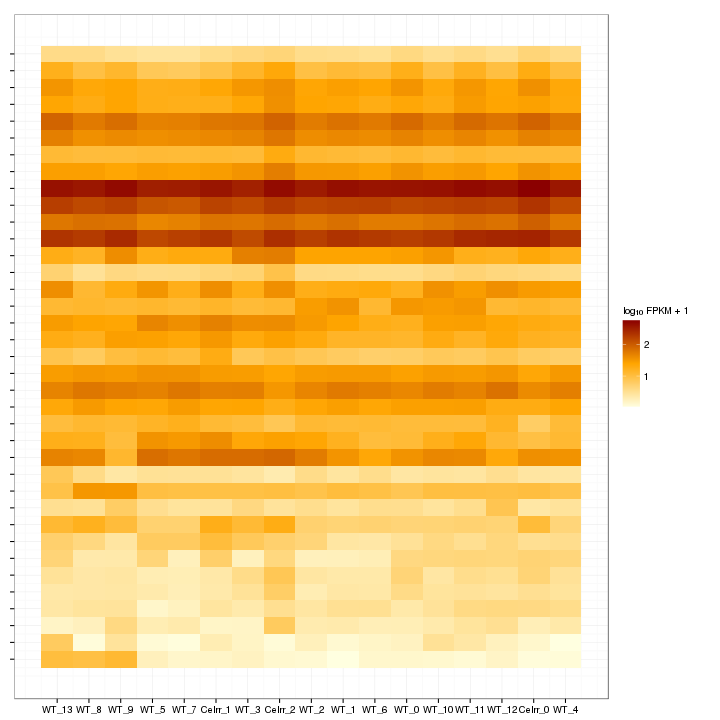 log₁₀ FPKM + 1
2
1
WT_13 WT_8 WT_9 WT_5 WT_7 Celrr_1 WT_3 Celrr_2 WT_2 WT_1 WT_6 WT_0 WT_10 WT_11 WT_12 Celrr_0 WT_4